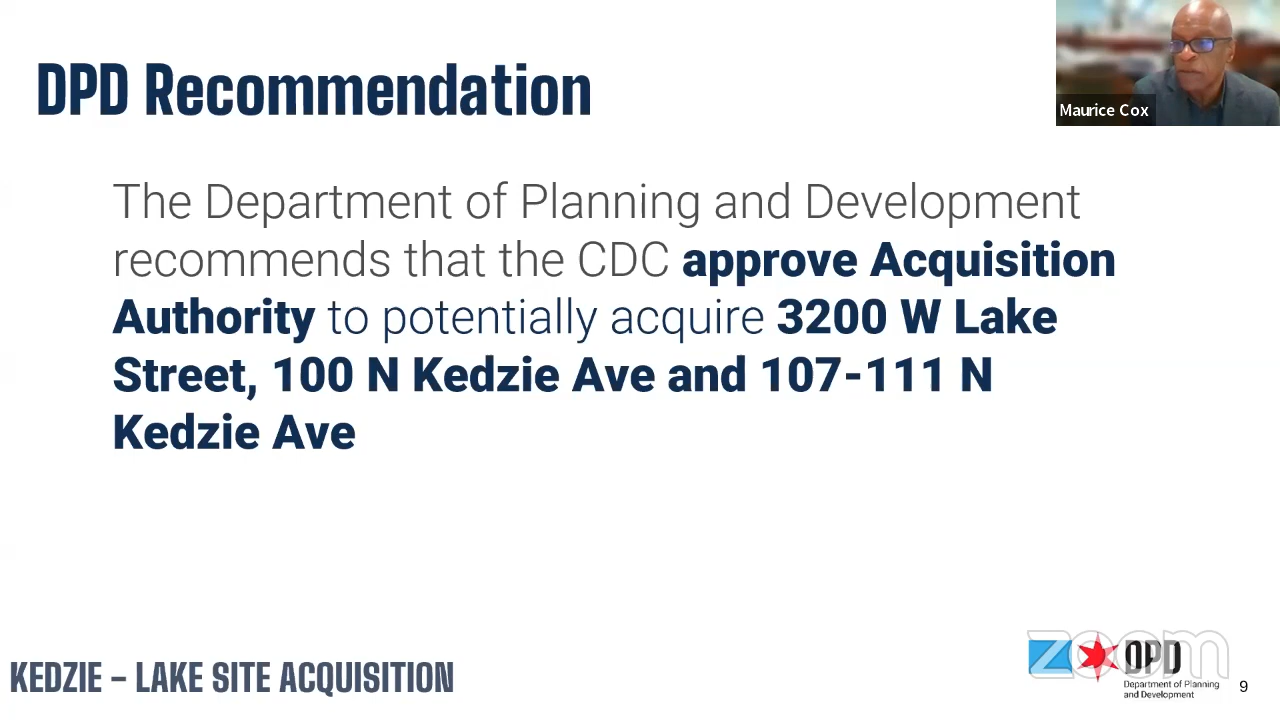 DPD Recommendation
Maurice Cox
The Department of Planning and Development
recommends that the CDC approve Acquisition
Authority to potentially acquire 3200 W Lake
Street, 100 N Kedzie Ave and 107-111 N
Kedzie Ave
KEDZIE – LAKE SITE ACQUISITION
zoom
DPD
Department of Planning
and Development
9